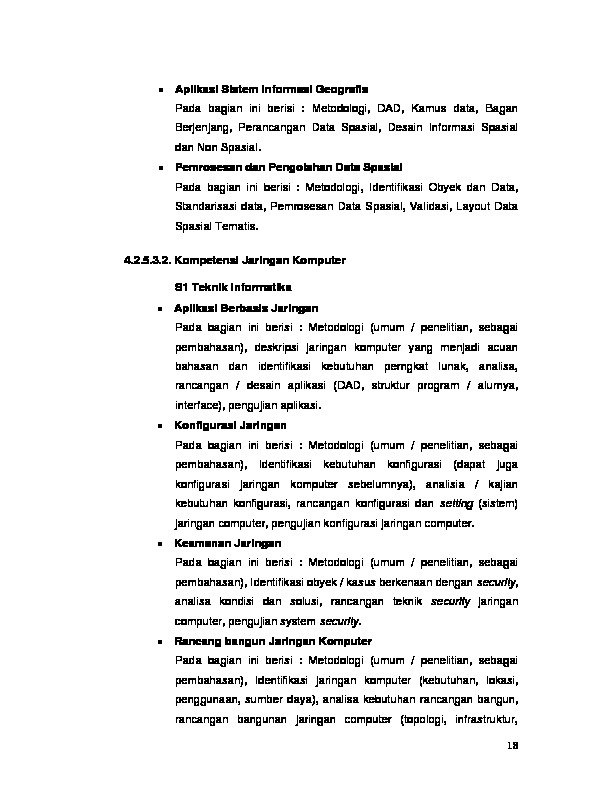 • Aplikasi Sistem Informasi Geografis
Pada bagian ini berisi : Metodologi, DAD, Kamus data, Bagan
Berjenjang, Perancangan Data Spasial, Desain Informasi Spasial
dan Non Spasial.
• Pemrosesan dan Pengolahan Data Spasial
Pada bagian ini berisi : Metodologi, Identifikasi Obyek dan Data,
Standarisasi data, Pemrosesan Data Spasial, Validasi, Layout Data
Spasial Tematis.
4.2.5.3.2. Kompetensi Jaringan Komputer
S1 Teknik Informatika
• Aplikasi Berbasis Jaringan
Pada bagian ini berisi : Metodologi (umum / penelitian, sebagai
pembahasan), deskripsi jaringan komputer yang menjadi acuan
bahasan dan identifikasi kebutuhan perngkat lunak, analisa,
rancangan / desain aplikasi (DAD, struktur program / alurnya,
interface), pengujian aplikasi.
• Konfigurasi Jaringan
Pada bagian ini berisi : Metodologi (umum / penelitian, sebagai
pembahasan), Identifikasi kebutuhan konfigurasi (dapat juga
konfigurasi jaringan komputer sebelumnya), analisia / kajian
kebutuhan konfigurasi, rancangan konfigurasi dan setting (sistem)
jaringan computer, pengujian konfigurasi jaringan computer.
• Keamanan Jaringan
Pada bagian ini berisi : Metodologi (umum / penelitian, sebagai
pembahasan), Identifikasi obyek / kasus berkenaan dengan security,
analisa kondisi dan solusi, rancangan teknik security jaringan
computer, pengujian system security.
• Rancang bangun Jaringan Komputer
Pada bagian ini berisi : Metodologi (umum / penelitian, sebagai
pembahasan), Identifikasi jaringan komputer (kebutuhan, lokasi,
penggunaan, sumber daya), analisa kebutuhan rancangan bangun,
rancangan bangunan jaringan computer (topologi, infrastruktur,
18